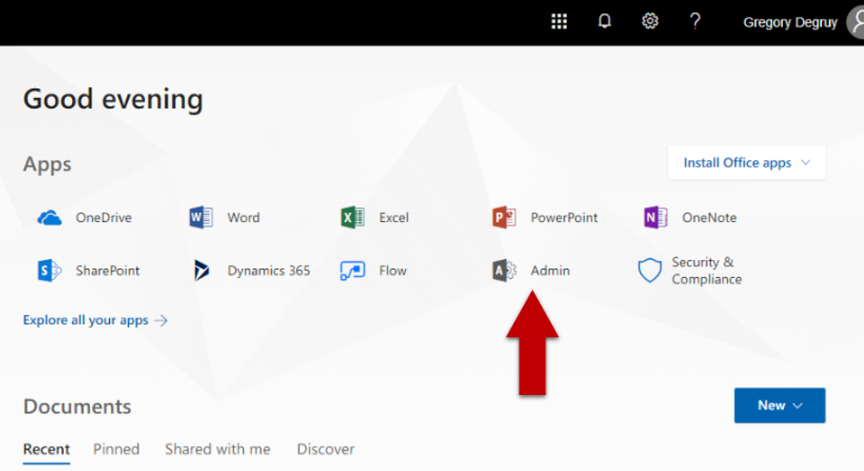 ? Gregory Degruy
Good evening
Apps
Install Office apps
OneDrive
Word
Excel
PowerPoint
OneNote
SharePoint
Dynamics 365
Flow
Admin
Security &
Compliance
Explore all your apps →
Documents
New
Recent Pinned Shared with me Discover